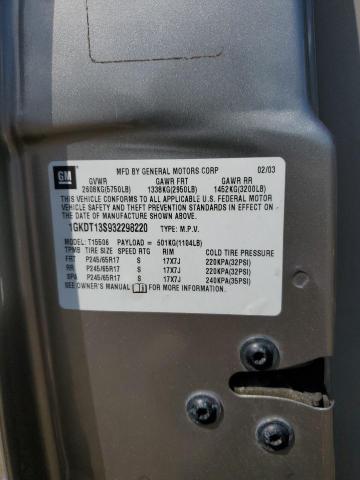 GM
MFD BY GENERAL MOTORS CORP 02/03
GVWR GAWR FRT GAWR RR
2608KG(5750LB) 1338KG(2950LB) 1452KG(3200LB)
THIS VEHICLE CONFORMS TO ALL APPLICABLE U.S. FEDERAL MOTOR
VEHICLE SAFETY AND THEFT PREVENTION STANDARDS IN EFFECT ON
THE DATE OF MANUFACTURE SHOWN ABOVE.
1GKDT13S932298220 TYPE: M.P.V.
MODEL: T15506 PAYLOAD = 501KG(1104LB)
TPMB TIRE SIZE SPEED RTG RIM COLD TIRE PRESSURE
FRT P245/65R17 S 17X7J 220KPA(32PSI)
RR P245/65R17 S 17X7J 220KPA(32PSI)
SPA P245/65R17 S 17X7J 240KPA(35PSI)
SEE OWNER'S MANUAL FOR MORE INFORMATION.